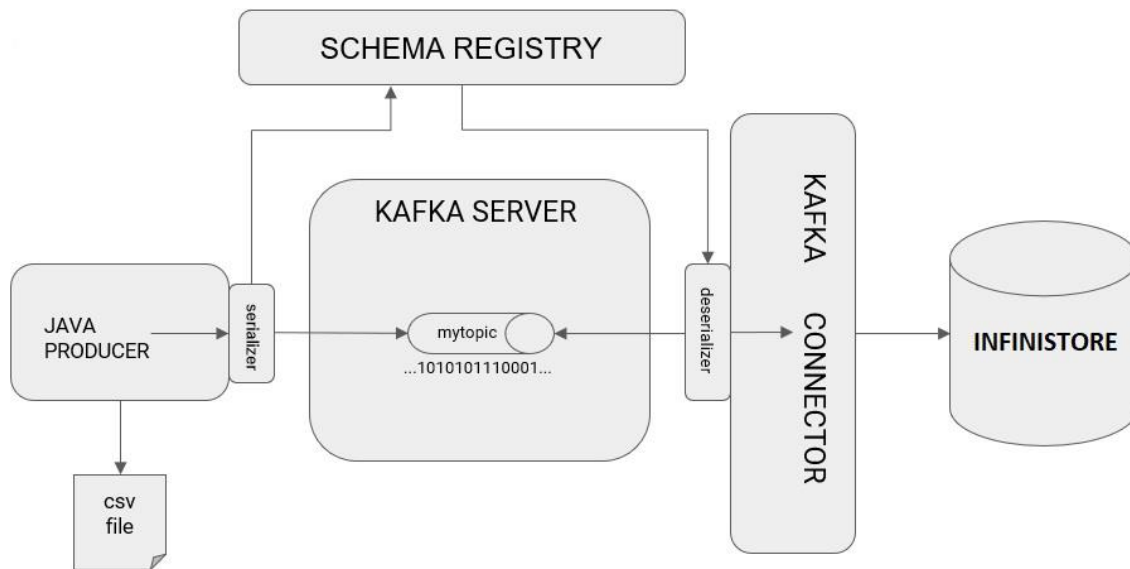 SCHEMA REGISTRY
KAFKA SERVER
JAVA
PRODUCER
serializer
mytopic
...1010101110001...
deserializer
KAFKA CONNECTOR
INFINISTORE
csv
file